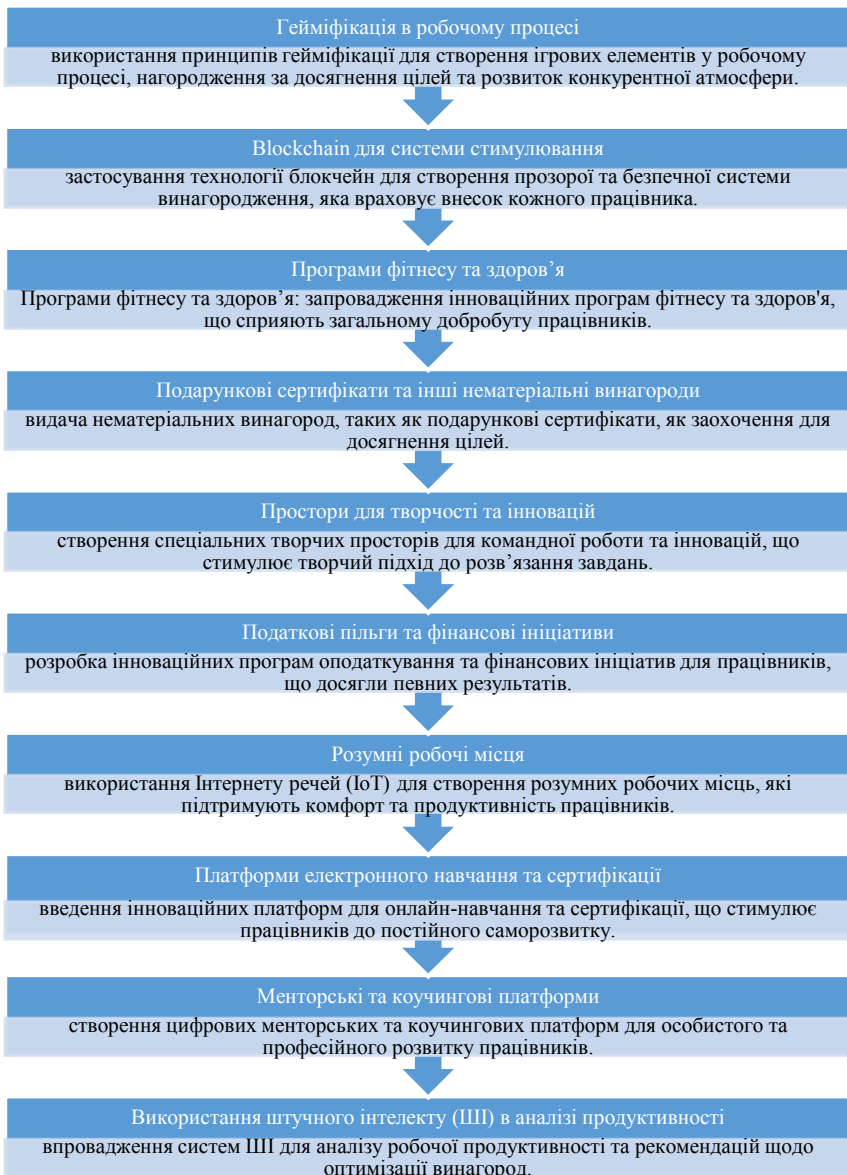 Гейміфікація в робочому процесі
використання принципів гейміфікації для створення ігрових елементів у робочому
процесі, нагородження за досягнення цілей та розвиток конкурентної атмосфери.
Blockchain для системи стимулювання
застосування технології блокчейн для створення прозорої та безпечної системи
винагородження, яка враховує внесок кожного працівника.
Програми фітнесу та здоров’я
Програми фітнесу та здоров’я: запровадження інноваційних програм фітнесу та здоров'я,
що сприяють загальному добробуту працівників.
Подарункові сертифікати та інші нематеріальні винагороди
видача нематеріальних винагород, таких як подарункові сертифікати, як заохочення для
досягнення цілей.
Простори для творчості та інновацій
створення спеціальних творчих просторів для командної роботи та інновацій, що
стимулює творчий підхід до розв’язання завдань.
Податкові пільги та фінансові ініціативи
розробка інноваційних програм оподаткування та фінансових ініціатив для працівників,
що досягли певних результатів.
Розумні робочі місця
використання Інтернету речей (IoT) для створення розумних робочих місць, які
підтримують комфорт та продуктивність працівників.
Платформи електронного навчання та сертифікації
введення інноваційних платформ для онлайн-навчання та сертифікації, що стимулює
працівників до постійного саморозвитку.
Менторські та коучингові платформи
створення цифрових менторських та коучингових платформ для особистого та
професійного розвитку працівників.
Використання штучного інтелекту (ШІ) в аналізі продуктивності
впровадження систем ШІ для аналізу робочої продуктивності та рекомендацій щодо
оптимізації винагород.